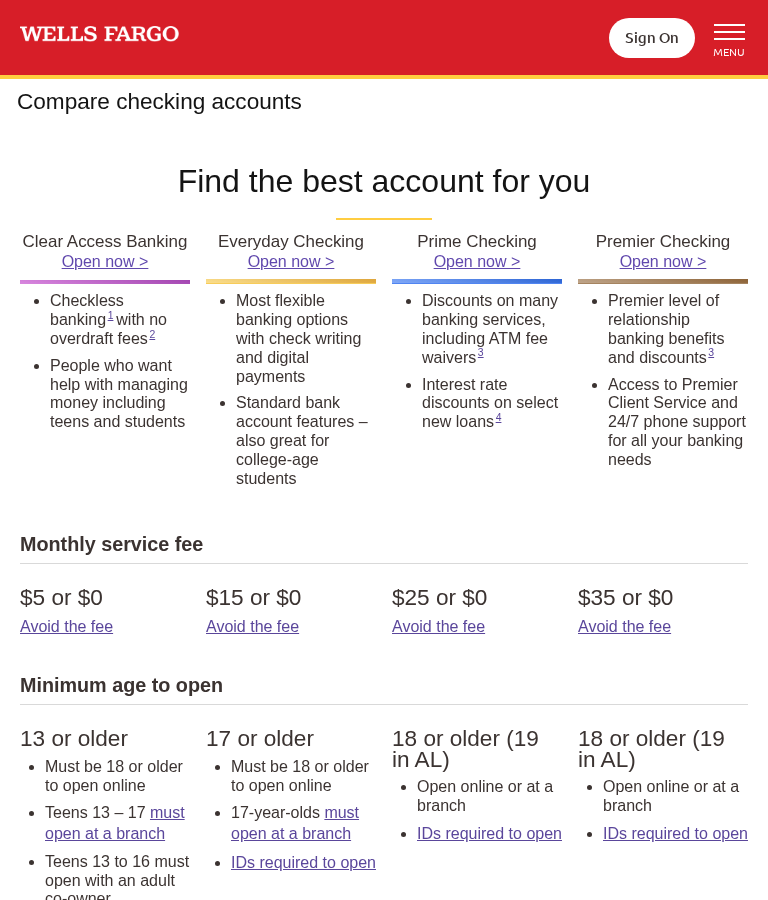 WELLS FARGO
Sign On
MENU
Compare checking accounts
Find the best account for you
Clear Access Banking
Open now >
Checkless
banking1 with no
overdraft fees2
People who want
help with managing
money including
teens and students
Everyday Checking
Open now >
Most flexible
banking options
with check writing
and digital
payments
Standard bank
account features –
also great for
college-age
students
Prime Checking
Open now >
Discounts on many
banking services,
including ATM fee
waivers3
Interest rate
discounts on select
new loans4
Premier Checking
Open now >
Premier level of
relationship
banking benefits
and discounts3
Access to Premier
Client Service and
24/7 phone support
for all your banking
needs
Monthly service fee
$5 or $0
Avoid the fee
$15 or $0
Avoid the fee
$25 or $0
Avoid the fee
$35 or $0
Avoid the fee
Minimum age to open
13 or older
Must be 18 or older
to open online
Teens 13 – 17 must
open at a branch
Teens 13 to 16 must
open with an adult
co-owner
17 or older
Must be 18 or older
to open online
17-year-olds must
open at a branch
IDs required to open
18 or older (19
in AL)
Open online or at a
branch
IDs required to open
18 or older (19
in AL)
Open online or at a
branch
IDs required to open